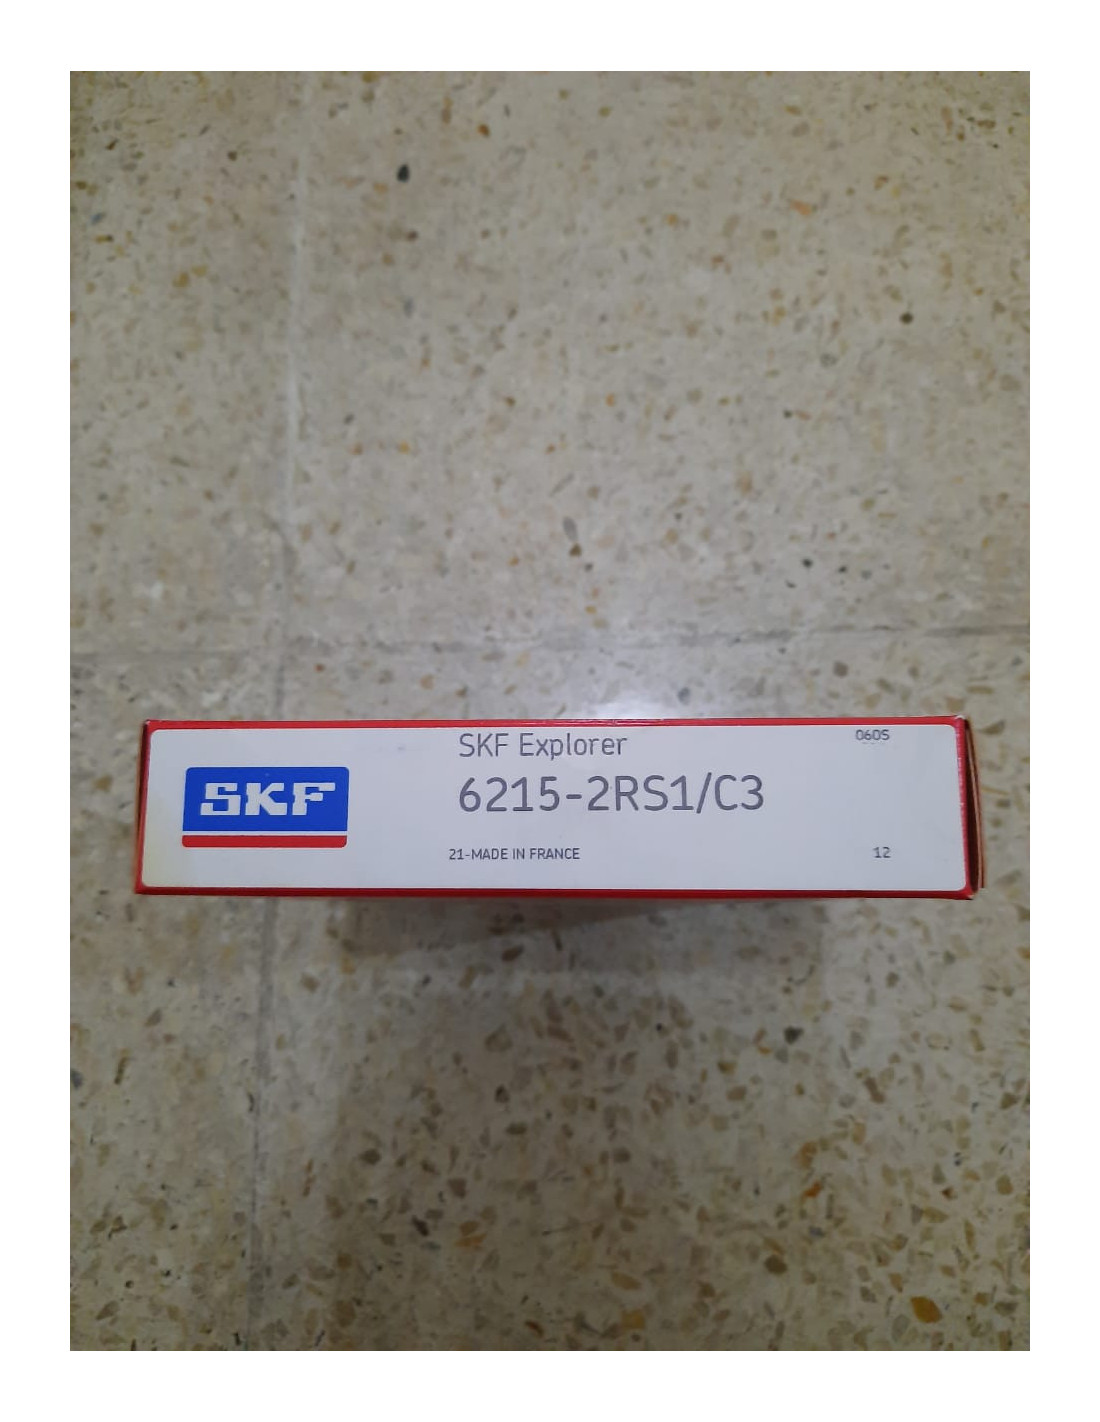 SKF
SKF Explorer
0605
6215-2RS1/C3
21-MADE IN FRANCE
12